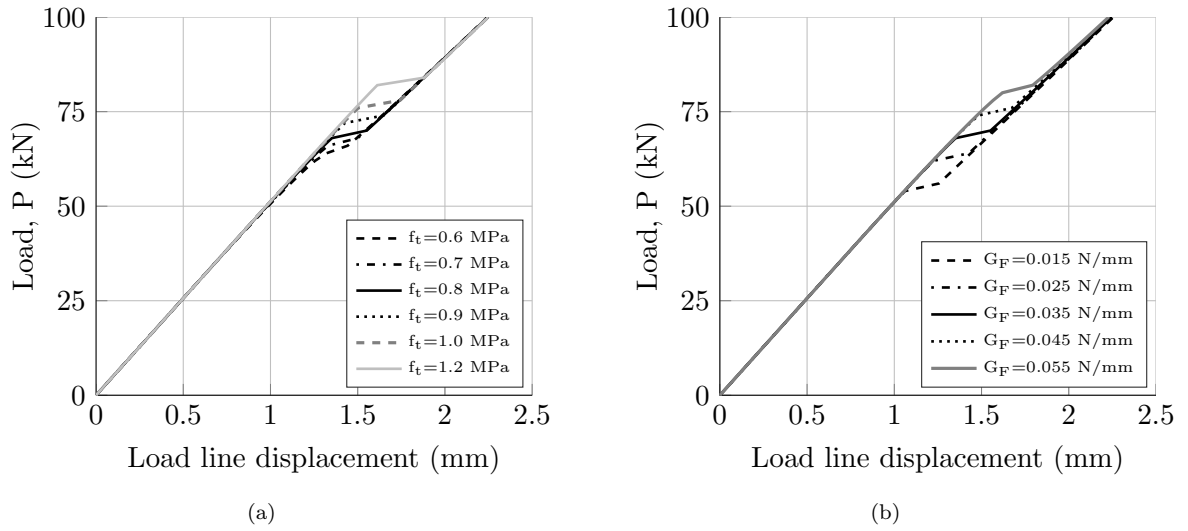 100
75
50
25
0
0 0.5 1 1.5 2 2.5
Load, P (kN)
Load line displacement (mm)
f_t=0.6 MPa
f_t=0.7 MPa
f_t=0.8 MPa
f_t=0.9 MPa
f_t=1.0 MPa
f_t=1.2 MPa
(a)
100
75
50
25
0
0 0.5 1 1.5 2 2.5
Load, P (kN)
Load line displacement (mm)
G_F=0.015 N/mm
G_F=0.025 N/mm
G_F=0.035 N/mm
G_F=0.045 N/mm
G_F=0.055 N/mm
(b)